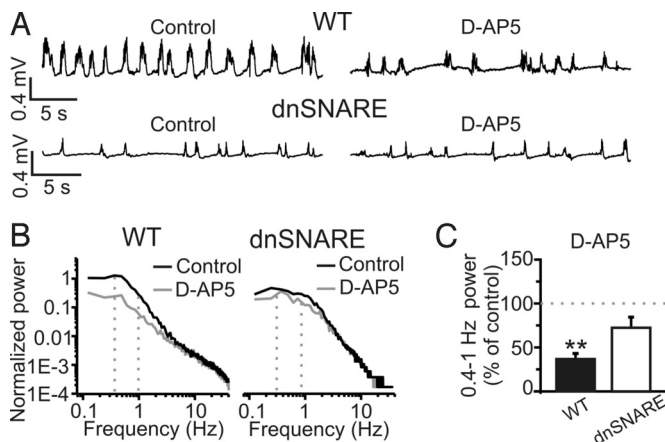 A
WT
Control
D-AP5
0.4 mV
5 s
dnSNARE
Control
D-AP5
0.4 mV
5 s
B
WT
dnSNARE
Control
D-AP5
Control
D-AP5
Normalized power
1
0.1
0.01
1E-3
1E-4
0.1
1
10
0.1
1
10
Frequency (Hz)
Frequency (Hz)
C
D-AP5
0.4-1 Hz power
(% of control)
150
100
50
0
**
WT
dnSNARE